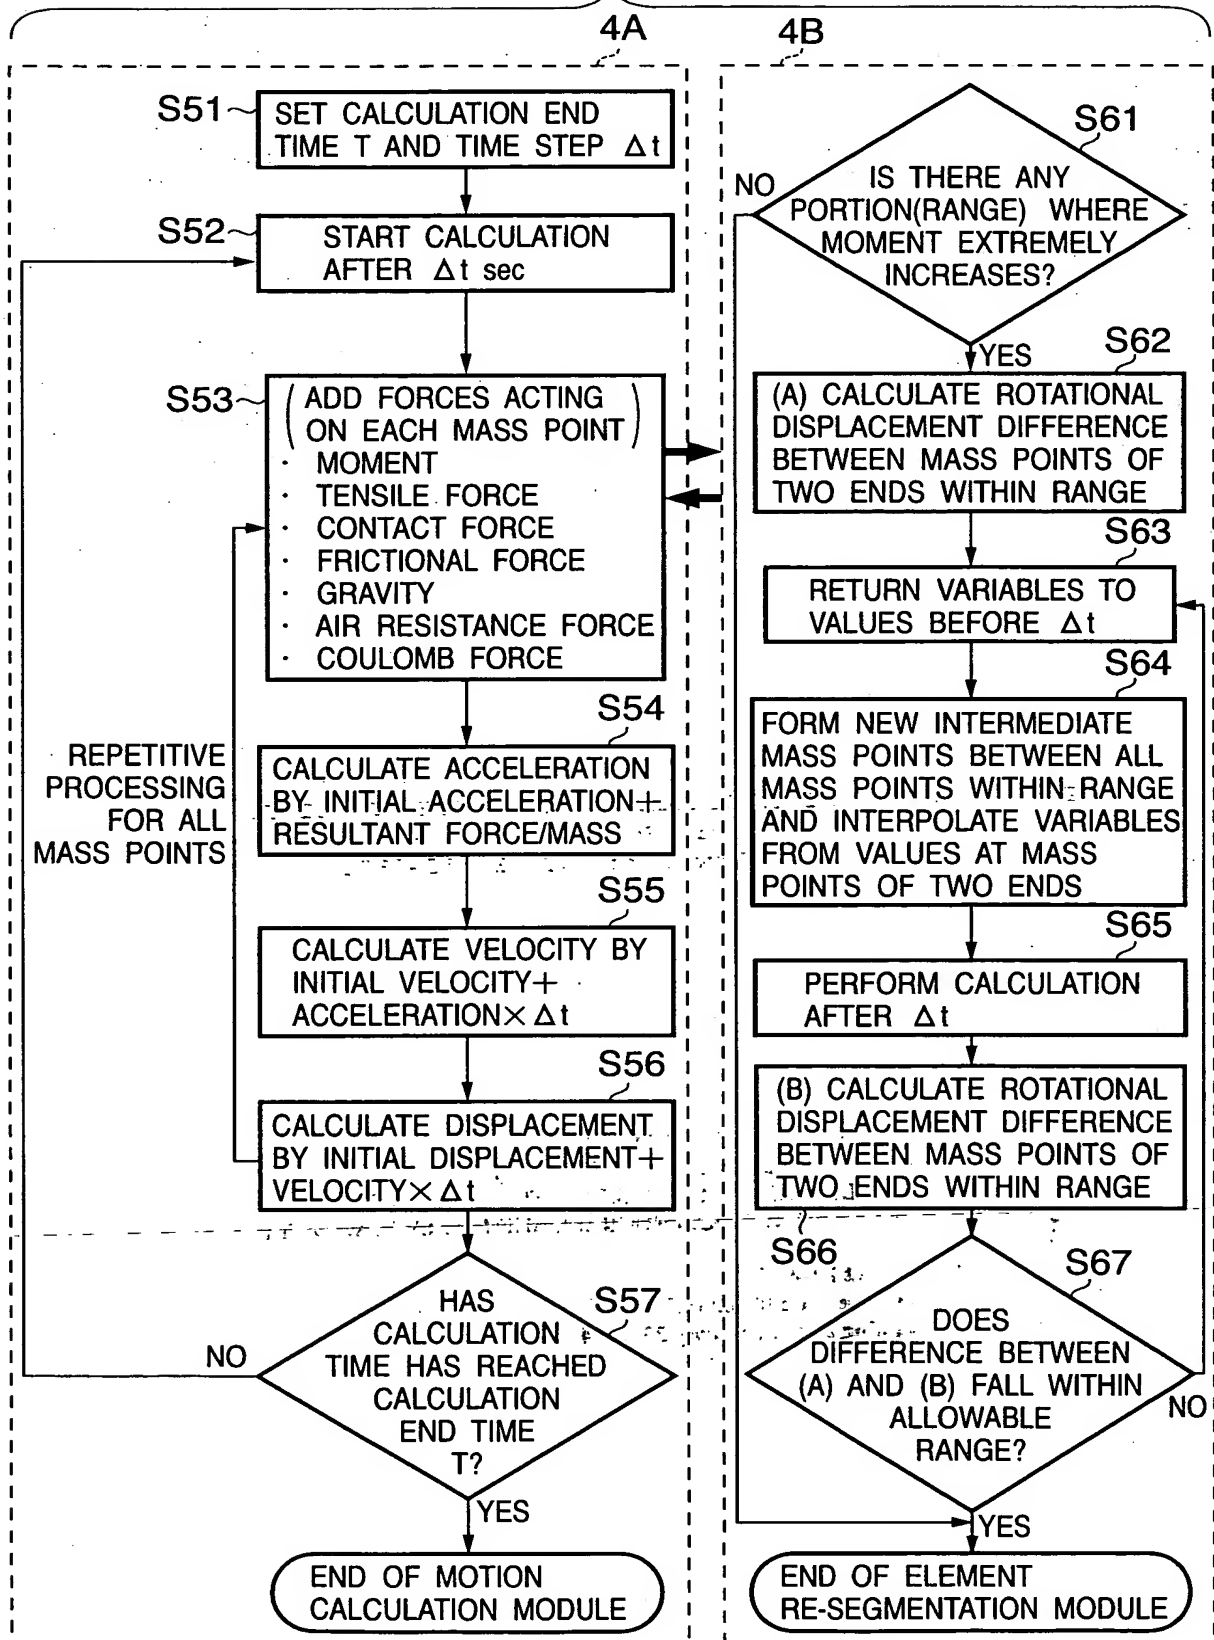 4A
S51
SET CALCULATION END
TIME T AND TIME STEP Δt
S52
START CALCULATION
AFTER Δt sec
S53
(ADD FORCES ACTING
ON EACH MASS POINT)
· MOMENT
· TENSILE FORCE
· CONTACT FORCE
· FRICTIONAL FORCE
· GRAVITY
· AIR RESISTANCE FORCE
· COULOMB FORCE
REPETITIVE
PROCESSING
FOR ALL
MASS POINTS
S54
CALCULATE ACCELERATION
BY INITIAL ACCELERATION+
RESULTANT FORCE/MASS
S55
CALCULATE VELOCITY BY
INITIAL VELOCITY+
ACCELERATION×Δt
S56
CALCULATE DISPLACEMENT
BY INITIAL DISPLACEMENT+
VELOCITY×Δt
S57
HAS
CALCULATION
TIME HAS REACHED
CALCULATION
END TIME
T?
NO
YES
END OF MOTION
CALCULATION MODULE
4B
S61
IS THERE ANY
PORTION(RANGE) WHERE
MOMENT EXTREMELY
INCREASES?
NO
YES
S62
(A) CALCULATE ROTATIONAL
DISPLACEMENT DIFFERENCE
BETWEEN MASS POINTS OF
TWO ENDS WITHIN RANGE
S63
RETURN VARIABLES TO
VALUES BEFORE Δt
S64
FORM NEW INTERMEDIATE
MASS POINTS BETWEEN ALL
MASS POINTS WITHIN RANGE
AND INTERPOLATE VARIABLES
FROM VALUES AT MASS
POINTS OF TWO ENDS
S65
PERFORM CALCULATION
AFTER Δt
(B) CALCULATE ROTATIONAL
DISPLACEMENT DIFFERENCE
BETWEEN MASS POINTS OF
TWO ENDS WITHIN RANGE
S66
S67
DOES
DIFFERENCE BETWEEN
(A) AND (B) FALL WITHIN
ALLOWABLE
RANGE?
NO
YES
END OF ELEMENT
RE-SEGMENTATION MODULE